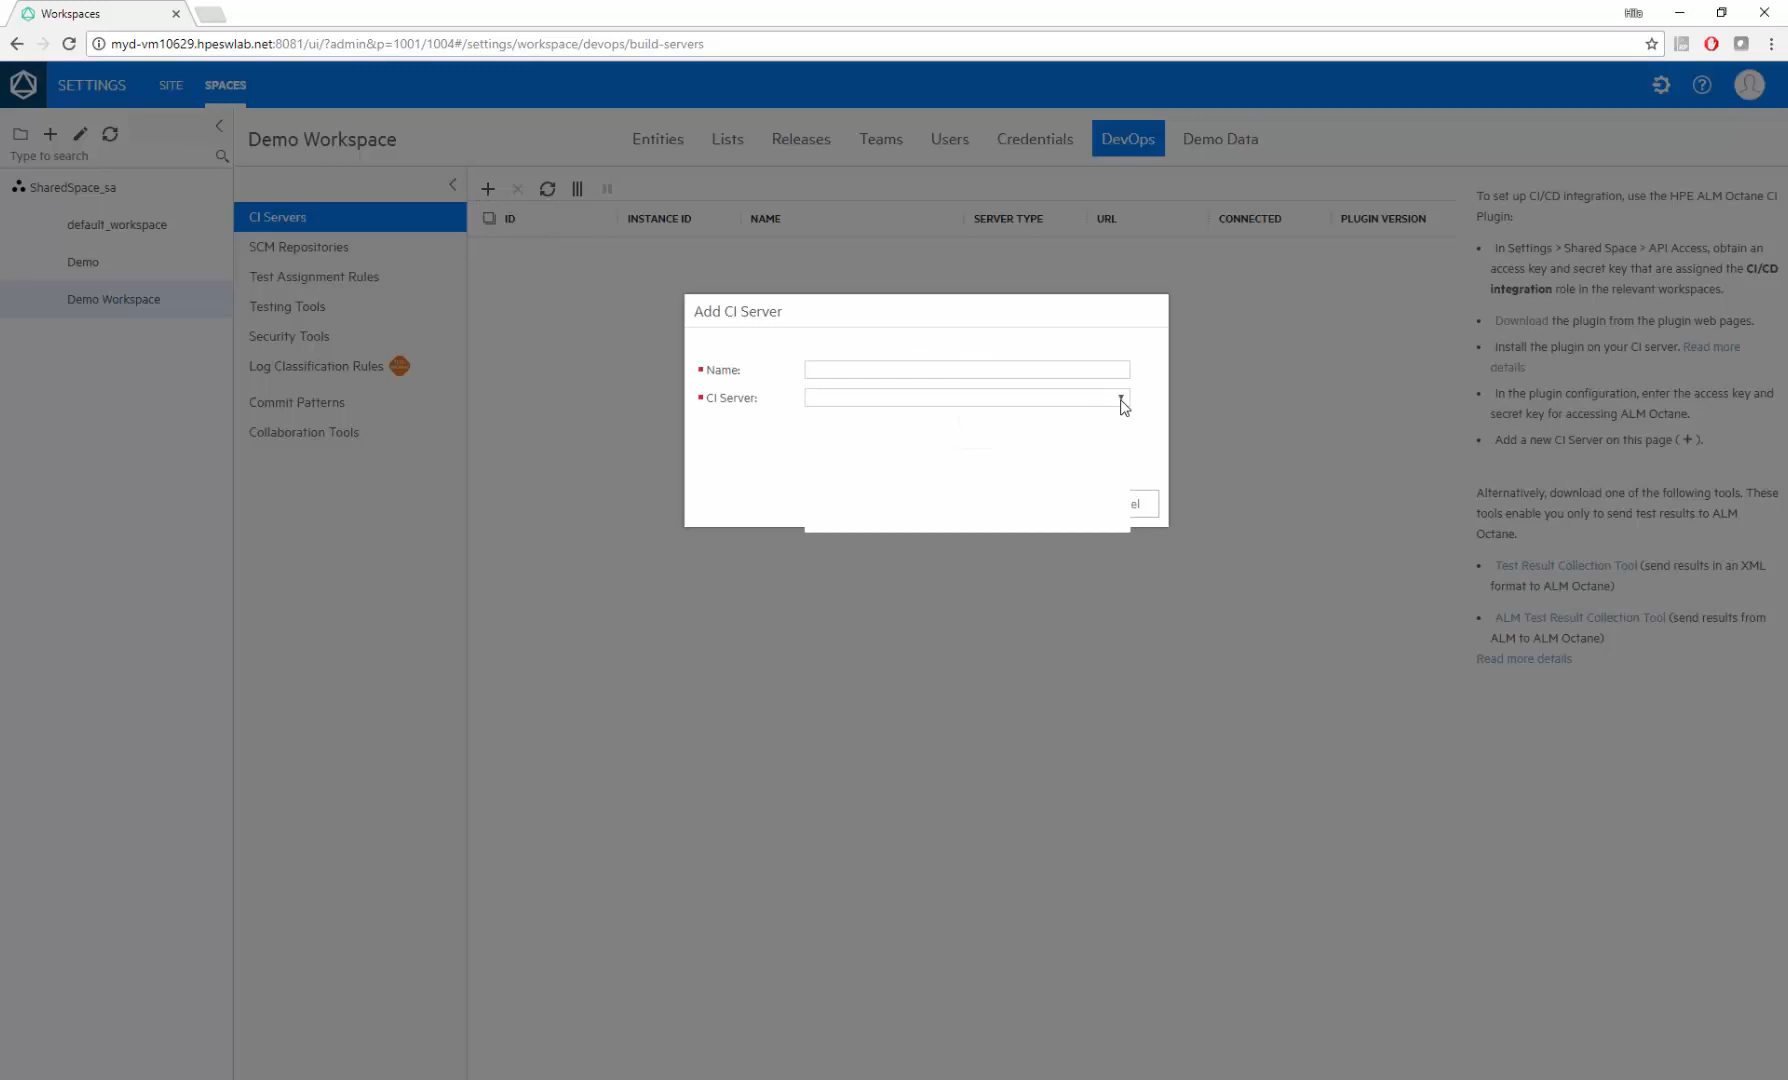 Workspaces
Hila
myd-vm10629.hpeswlab.net:8081/ui/?admin&p=1001/1004#/settings/workspace/devops/build-servers
SETTINGS SITE SPACES
Type to search
SharedSpace_sa
default_workspace
Demo
Demo Workspace
Demo Workspace
Entities Lists Releases Teams Users Credentials DevOps Demo Data
CI Servers
SCM Repositories
Test Assignment Rules
Testing Tools
Security Tools
Log Classification Rules
Commit Patterns
Collaboration Tools
ID INSTANCE ID NAME SERVER TYPE URL CONNECTED PLUGIN VERSION
Add CI Server
Name:
CI Server:
el
To set up CI/CD integration, use the HPE ALM Octane CI
Plugin:
• In Settings > Shared Space > API Access, obtain an
access key and secret key that are assigned the CI/CD
integration role in the relevant workspaces.
• Download the plugin from the plugin web pages.
• Install the plugin on your CI server. Read more
details
• In the plugin configuration, enter the access key and
secret key for accessing ALM Octane.
• Add a new CI Server on this page ( + ).
Alternatively, download one of the following tools. These
tools enable you only to send test results to ALM
Octane.
• Test Result Collection Tool (send results in an XML
format to ALM Octane)
• ALM Test Result Collection Tool (send results from
ALM to ALM Octane)
Read more details